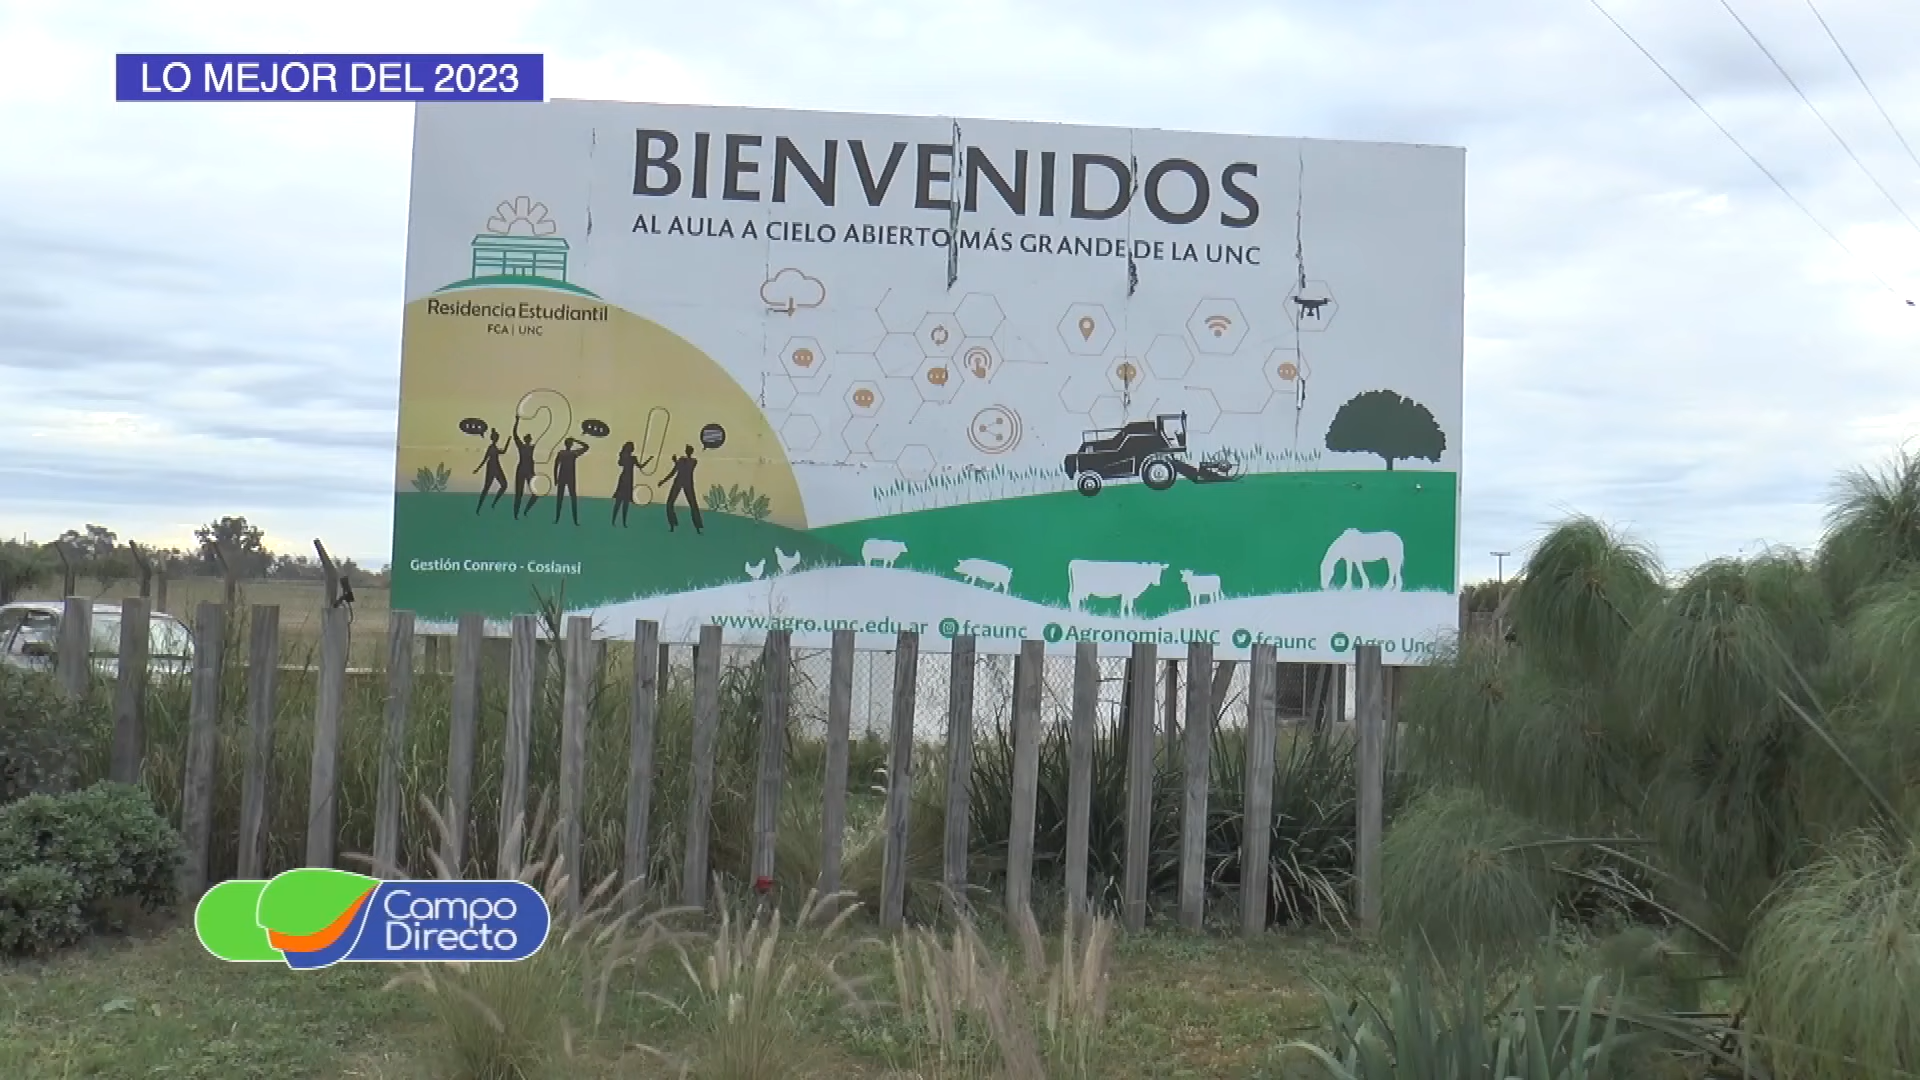 LO MEJOR DEL 2023
BIENVENIDOS
AL AULA A CIELO ABIERTO MÁS GRANDE DE LA UNC
Residencia Estudiantil
FCA | UNC
Gestión Conrero - Coslansi
www.agro.unc.edu.ar fcaunc Agronomia.UNC fcaunc Agro Unc
Campo
Directo